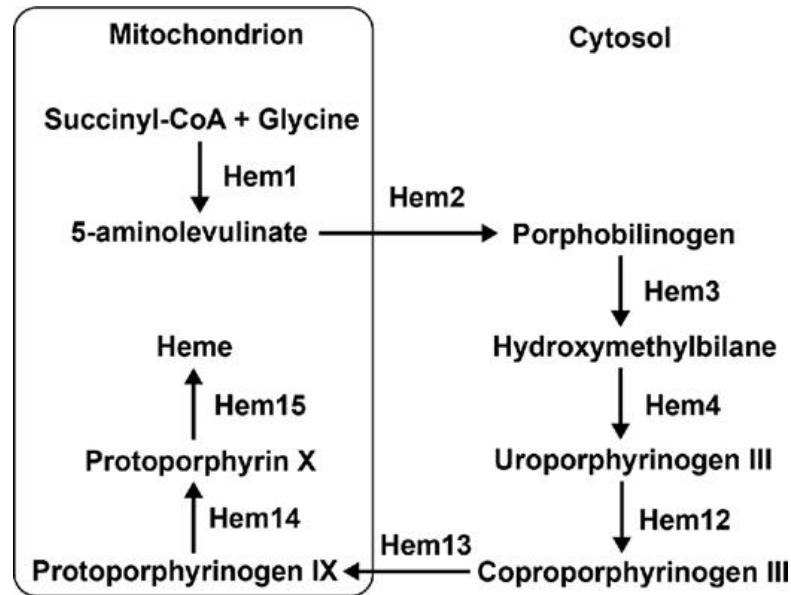 Mitochondrion
Cytosol
Succinyl-CoA + Glycine
Hem1
5-aminolevulinate
Hem2
Porphobilinogen
Hem3
Hydroxymethylbilane
Hem4
Uroporphyrinogen III
Hem12
Coproporphyrinogen III
Hem13
Protoporphyrinogen IX
Hem14
Protoporphyrin X
Hem15
Heme